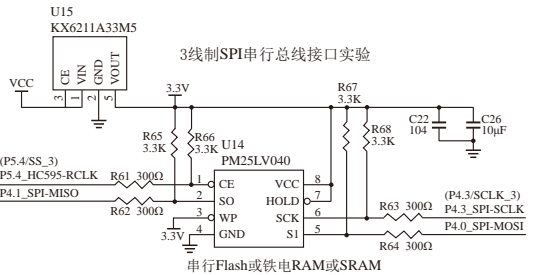 U15
KX6211A33M5
3线制SPI串行总线接口实验
CE
VIN
GND
VOUT
VCC
3
1
2
5
3.3V
R67
3.3K
R65
3.3K
R66
3.3K
R68
3.3K
C22
104
C26
10μF
U14
PM25LV040
(P5.4/SS_3)
P5.4_HC595-RCLK
R61 300Ω
P4.1_SPI-MISO
R62 300Ω
1
2
3
4
CE
SO
WP
GND
VCC
HOLD
SCK
S1
8
7
6
5
3.3V
R63 300Ω
(P4.3/SCLK_3)
P4.3_SPI-SCLK
P4.0_SPI-MOSI
R64 300Ω
串行Flash或铁电RAM或SRAM